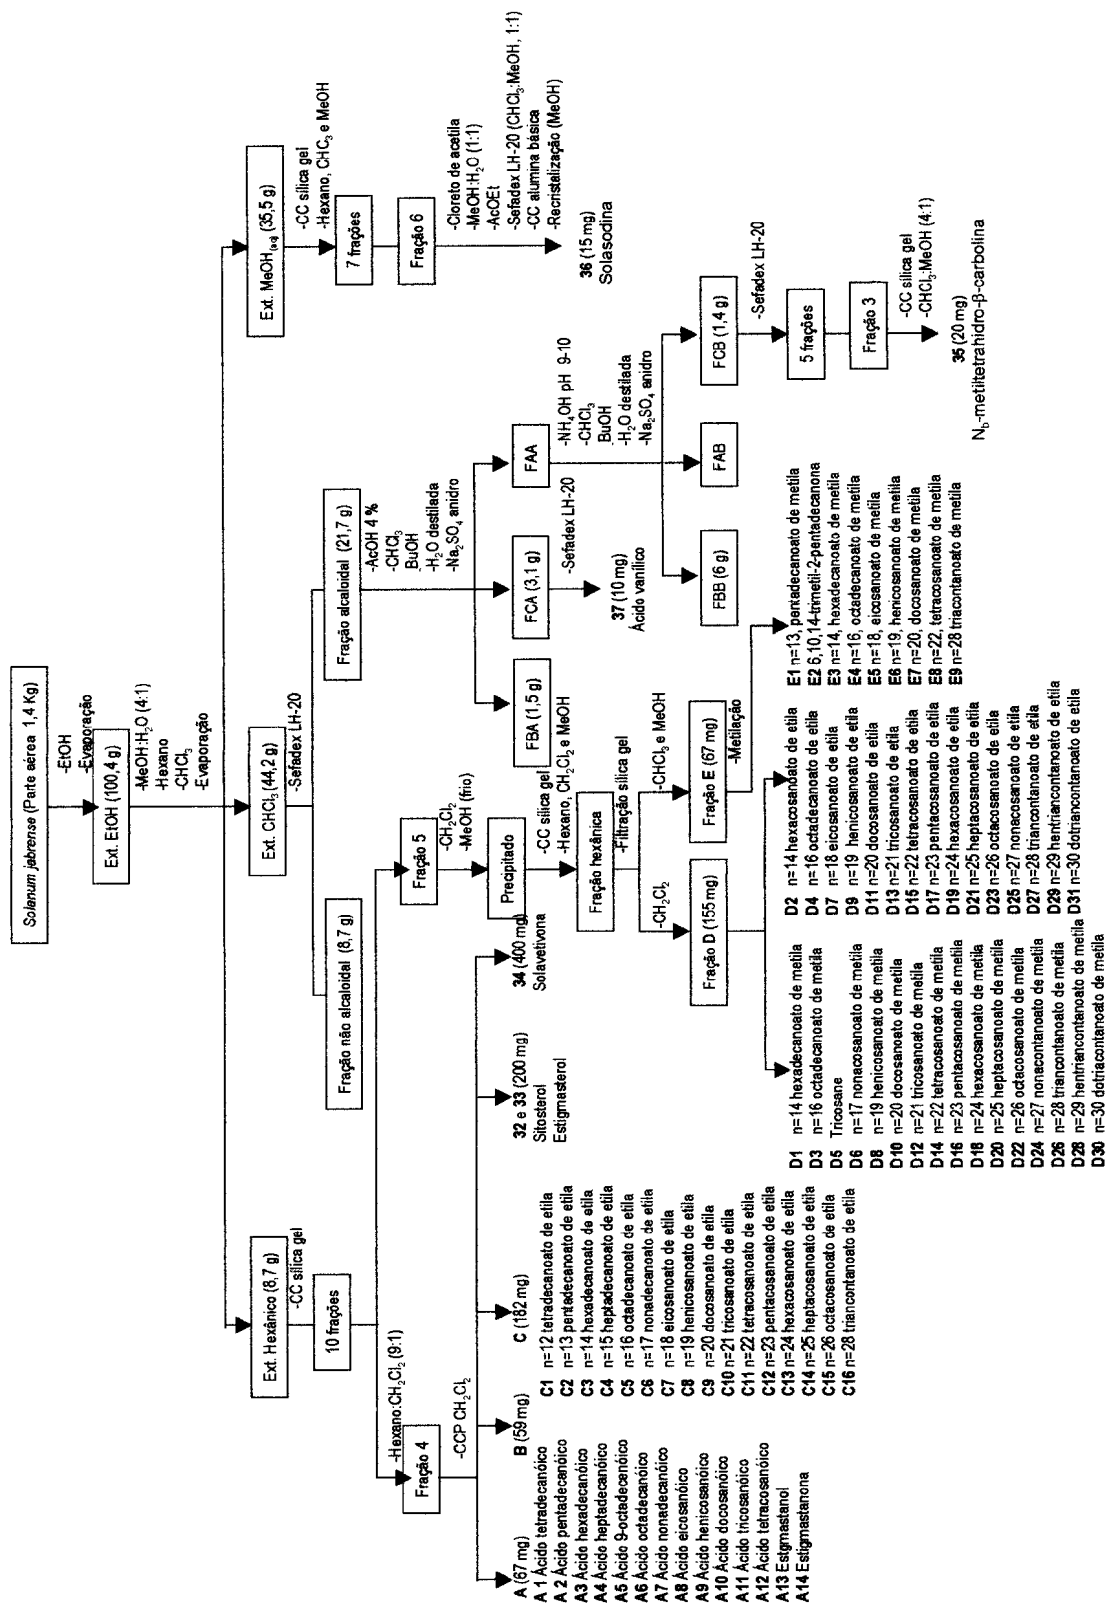 Solanum jabrense (Parte aérea 1,4 Kg)
-EtOH
-Evaporação
Ext. EtOH (100,4 g)
-MeOH:H2O (4:1)
-Hexano
-CHCl3
-Evaporação
Ext. Hexânico (8,7 g)
-CC sílica gel
10 frações
-Hexano:CH2Cl2 (9:1)
Fração 4
-CCP CH2Cl2
A (67 mg)
A 1 Ácido tetradecanóico
A 2 Ácido pentadecanóico
A3 Ácido hexadecanóico
A4 Ácido heptadecanóico
A5 Ácido 9-octadecenóico
A6 Ácido octadecanóico
A7 Ácido nonadecanóico
A8 Ácido eicosanóico
A9 Ácido henicosanóico
A10 Ácido docosanóico
A11 Ácido tricosanóico
A12 Ácido tetracosanóico
A13 Estgmastanol
A14 Estigmastanona
B (59 mg)
C (182 mg)
C1 n=12 tetradecanoato de etila
C2 n=13 pentadecanoato de etila
C3 n=14 hexadecanoato de etila
C4 n=15 heptadecanoato de etila
C5 n=16 octadecanoato de etila
C6 n=17 nonadecanoato de etila
C7 n=18 eicosanoato de etila
C8 n=19 henicosanoato de etila
C9 n=20 docosanoato de etila
C10 n=21 tricosanoato de etila
C11 n=22 tetracosanoato de etila
C12 n=23 pentacosanoato de etila
C13 n=24 hexacosanoato de etila
C14 n=25 heptacosanoato de etila
C15 n=26 octacosanoato de etila
C16 n=28 triancontanoato de etila
32 e 33 (200 mg)
Sitosterol
Estigmasterol
34 (400 mg)
Solavetivona
Fração 5
-CH2Cl2
-MeOH (frio)
Precipitado
-CC sílica gel
-Hexano, CH2Cl2 e MeOH
Fração hexânica
-Filtração sílica gel
-CH2Cl2
-CHCl3 e MeOH
Fração D (155 mg)
D1 n=14 hexadecanoato de metila
D3 n=16 octadecanoato de metila
D5 Tricosane
D6 n=17 nonacosanoato de metila
D8 n=19 henicosanoato de metila
D10 n=20 docosanoato de metila
D12 n=21 tricosanoato de metila
D14 n=22 tetracosanoato de metila
D16 n=23 pentacosanoato de metila
D18 n=24 hexacosanoato de metila
D20 n=25 heptacosanoato de metila
D22 n=26 octacosanoato de metila
D24 n=27 nonacontanoato de metila
D26 n=28 triancontanoato de metila
D28 n=29 hentriancontanoato de metila
D30 n=30 dotriacontanoato de metila
D2 n=14 hexacosanoato de etila
D4 n=16 octadecanoato de etila
D7 n=18 eicosanoato de etila
D9 n=19 henicosanoato de etila
D11 n=20 docosanoato de etila
D13 n=21 tricosanoato de etila
D15 n=22 tetracosanoato de etila
D17 n=23 pentacosanoato de etila
D19 n=24 hexacosanoato de etila
D21 n=25 heptacosanoato de etila
D23 n=26 octacosanoato de etila
D25 n=27 nonacosanoato de etila
D27 n=28 triancontanoato de etila
D29 n=29 hentriancontanoato de etila
D31 n=30 dotriancontanoato de etila
Fração E (67 mg)
-Metilação
E1 n=13, pentadecanoato de metila
E2 6,10,14-trimetil-2-pentadecanona
E3 n=14, hexadecanoato de metila
E4 n=16, octadecanoato de metila
E5 n=18, eicosanoato de metila
E6 n=19, henicosanoato de metila
E7 n=20, docosanoato de metila
E8 n=22, tetracosanoato de metila
E9 n=28 triacontanoato de metila
Ext. CHCl3 (44,2 g)
-Sefadex LH-20
Fração não alcaloidal (8,7 g)
Fração alcaloidal (21,7 g)
-AcOH 4 %
-CHCl3
BuOH
-H2O destilada
-Na2SO4 anidro
FBA (1,5 g)
FCA (3,1 g)
-Sefadex LH-20
37 (10 mg)
Ácido vanílico
FAA
-NH4OH pH 9-10
-CHCl3
BuOH
-H2O destilada
-Na2SO4 anidro
FBB (6 g)
FAB
FCB (1,4 g)
-Sefadex LH-20
5 frações
Fração 3
-CC sílica gel
-CHCl3:MeOH (4:1)
35 (20 mg)
Nb-metiltetrahidro-β-carbolina
Ext. MeOH(aq) (35,5 g)
-CC sílica gel
-Hexano, CHC3 e MeOH
7 frações
Fração 6
-Cloreto de acetila
-MeOH:H2O (1:1)
-AcOEt
-Sefadex LH-20 (CHCl3:MeOH, 1:1)
-CC alumina básica
-Recristalização (MeOH)
36 (15 mg)
Solasodina